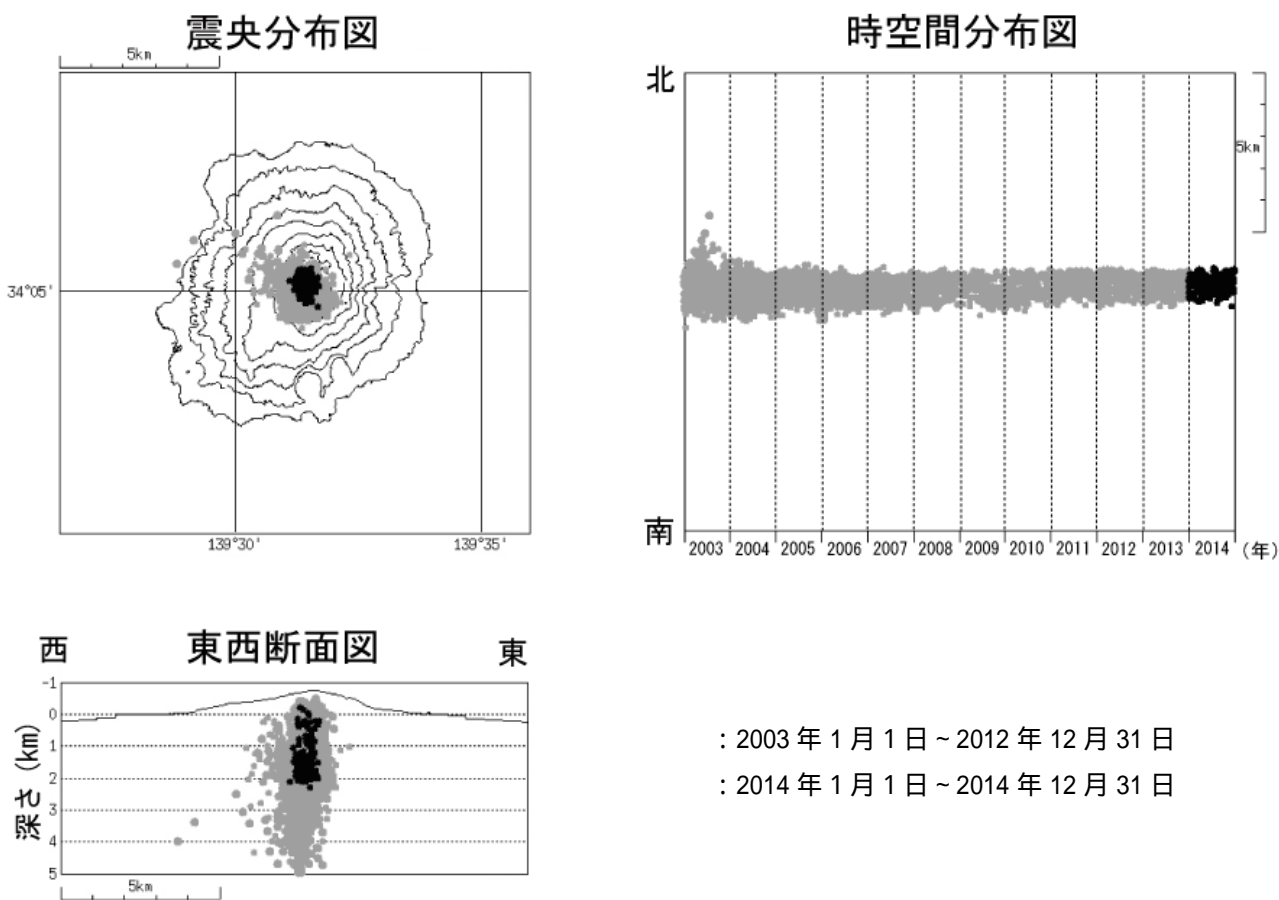 震央分布図
5km
34°05'
139°30'
139°35'
時空間分布図
北
5km
南
2003 2004 2005 2006 2007 2008 2009 2010 2011 2012 2013 2014 (年)
西 東西断面図 東
深さ (km)
-1
0
1
2
3
4
5
5km
: 2003 年 1 月 1 日 ~ 2012 年 12 月 31 日
: 2014 年 1 月 1 日 ~ 2014 年 12 月 31 日